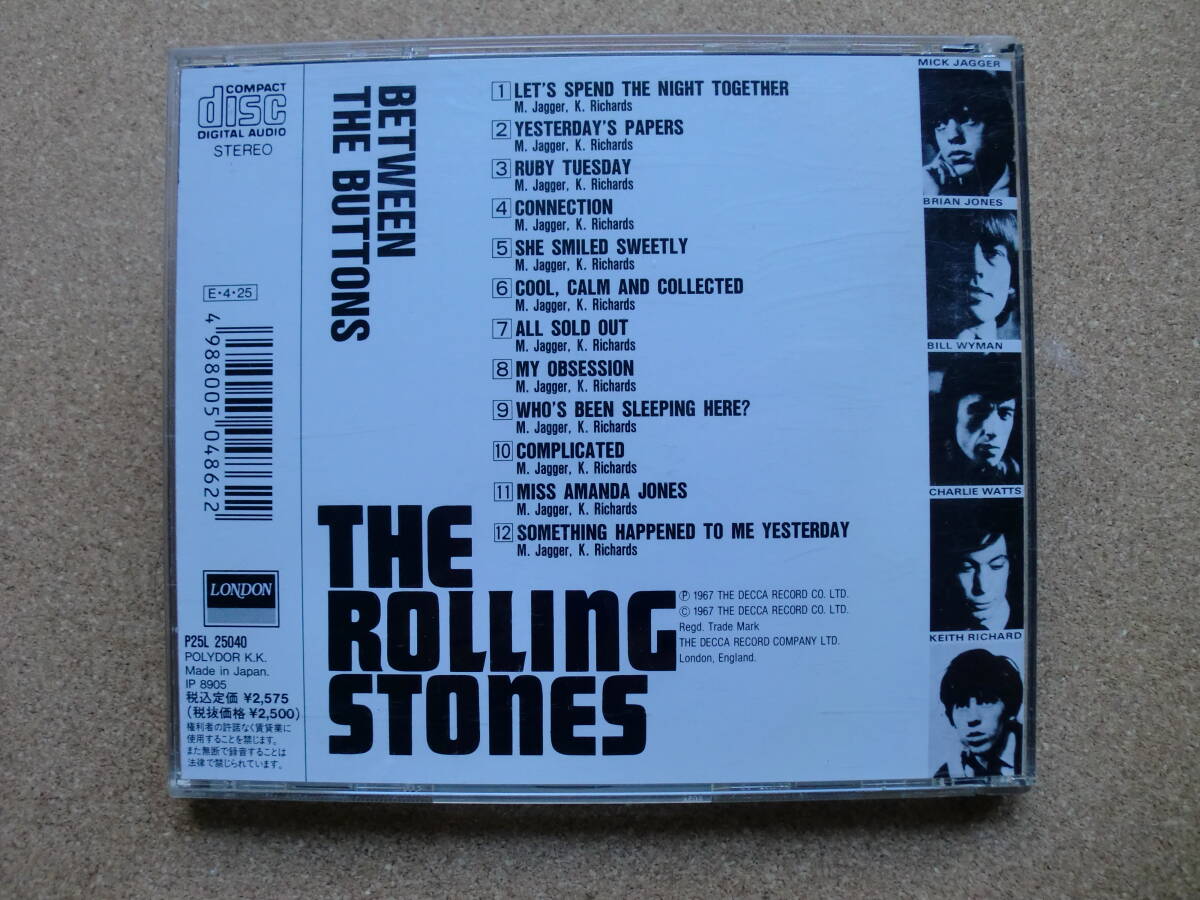 COMPACT
disc
DIGITAL AUDIO
STEREO
BETWEEN
THE BUTTONS
1 LET'S SPEND THE NIGHT TOGETHER
M. Jagger, K. Richards
2 YESTERDAY'S PAPERS
M. Jagger, K. Richards
3 RUBY TUESDAY
M. Jagger, K. Richards
4 CONNECTION
M. Jagger, K. Richards
5 SHE SMILED SWEETLY
M. Jagger, K. Richards
6 COOL, CALM AND COLLECTED
M. Jagger, K. Richards
7 ALL SOLD OUT
M. Jagger, K. Richards
8 MY OBSESSION
M. Jagger, K. Richards
9 WHO'S BEEN SLEEPING HERE?
M. Jagger, K. Richards
10 COMPLICATED
M. Jagger, K. Richards
11 MISS AMANDA JONES
M. Jagger, K. Richards
12 SOMETHING HAPPENED TO ME YESTERDAY
M. Jagger, K. Richards
MICK JAGGER
BRIAN JONES
BILL WYMAN
CHARLIE WATTS
KEITH RICHARD
E・4・25
4 988005 048622
LONDON
P25L 25040
POLYDOR K.K.
Made in Japan.
IP 8905
税込定価 ¥2,575
(税抜価格 ¥2,500)
権利者の許諾なく賃貸業に
使用することを禁じます。
また無断で録音することは
法律で禁じられています。
THE
ROLLING
STONES
Ⓟ 1967 THE DECCA RECORD CO. LTD.
© 1967 THE DECCA RECORD CO. LTD.
Regd. Trade Mark
THE DECCA RECORD COMPANY LTD.
London, England.